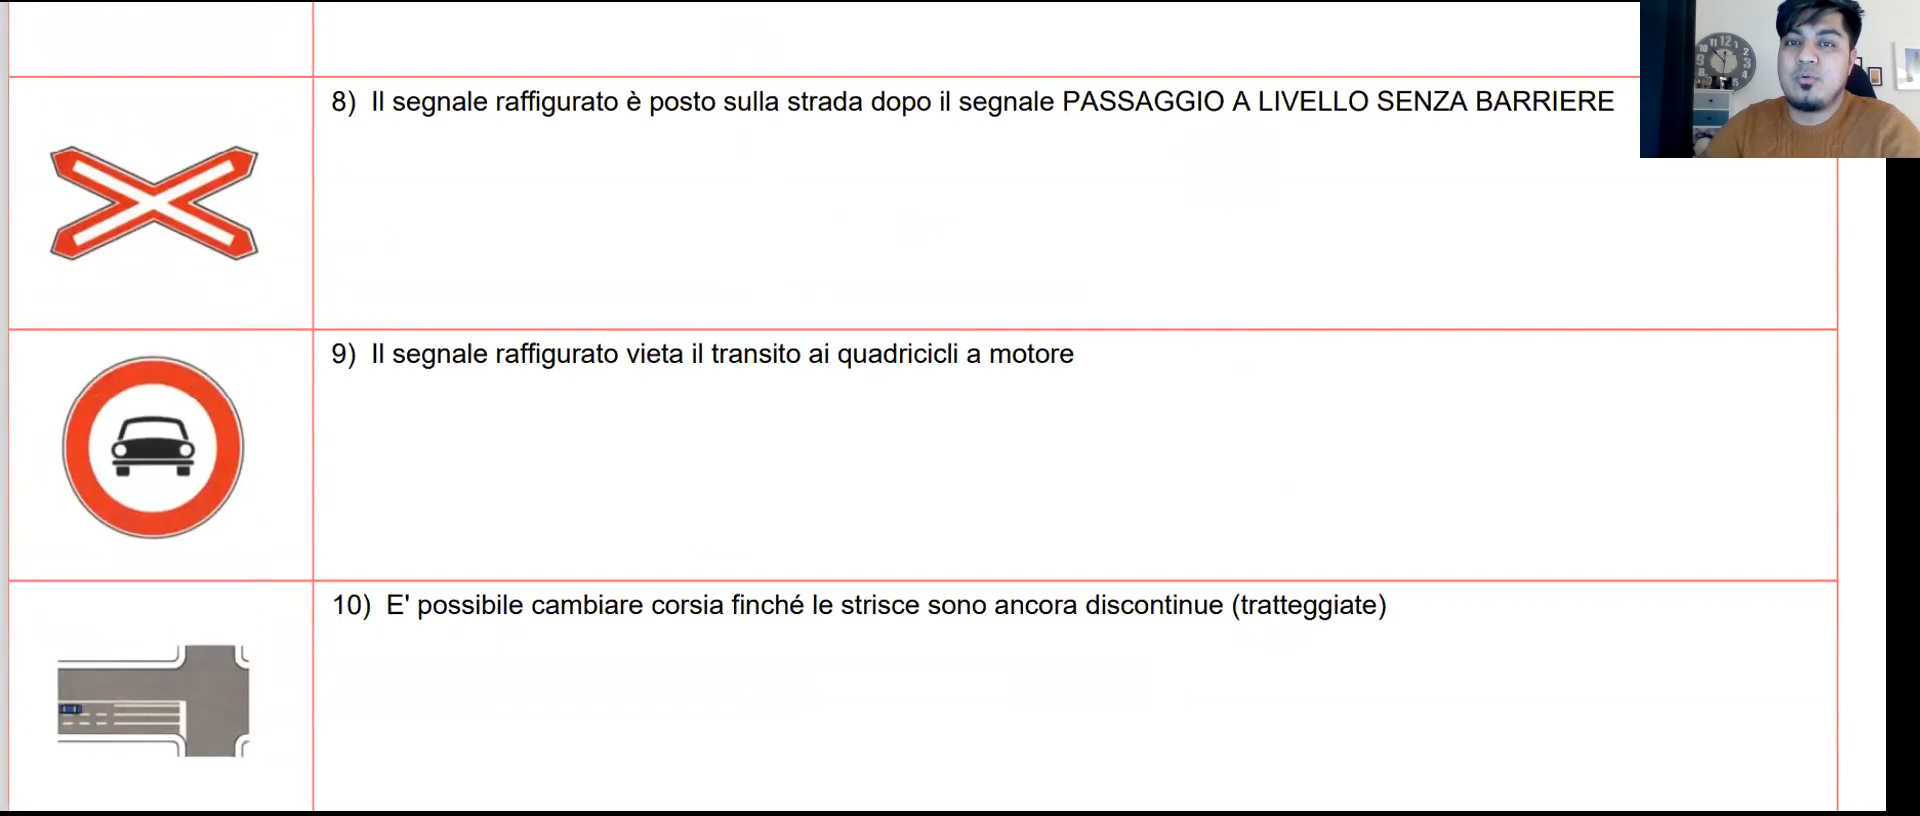 8) Il segnale raffigurato è posto sulla strada dopo il segnale PASSAGGIO A LIVELLO SENZA BARRIERE
9) Il segnale raffigurato vieta il transito ai quadricicli a motore
10) E' possibile cambiare corsia finché le strisce sono ancora discontinue (tratteggiate)